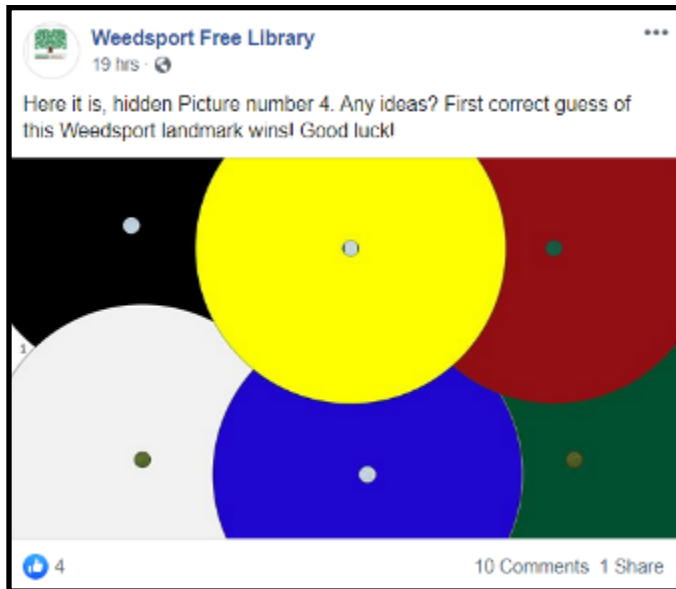 Weedsport Free Library
19 hrs ·
Here it is, hidden Picture number 4. Any ideas? First correct guess of
this Weedsport landmark wins! Good luck!
1
4
10 Comments 1 Share